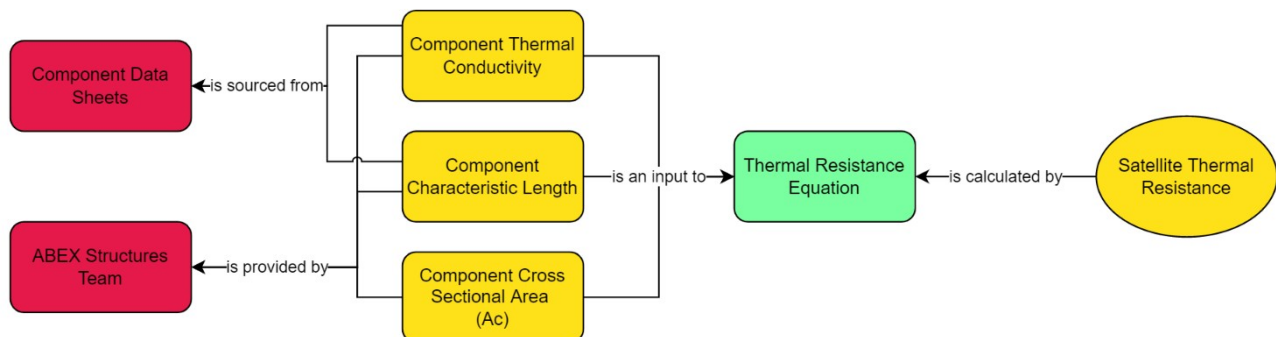 Component Data
Sheets
is sourced from
Component Thermal
Conductivity
Component
Characteristic Length
is an input to
Thermal Resistance
Equation
is calculated by
Satellite Thermal
Resistance
ABEX Structures
Team
is provided by
Component Cross
Sectional Area
(Ac)